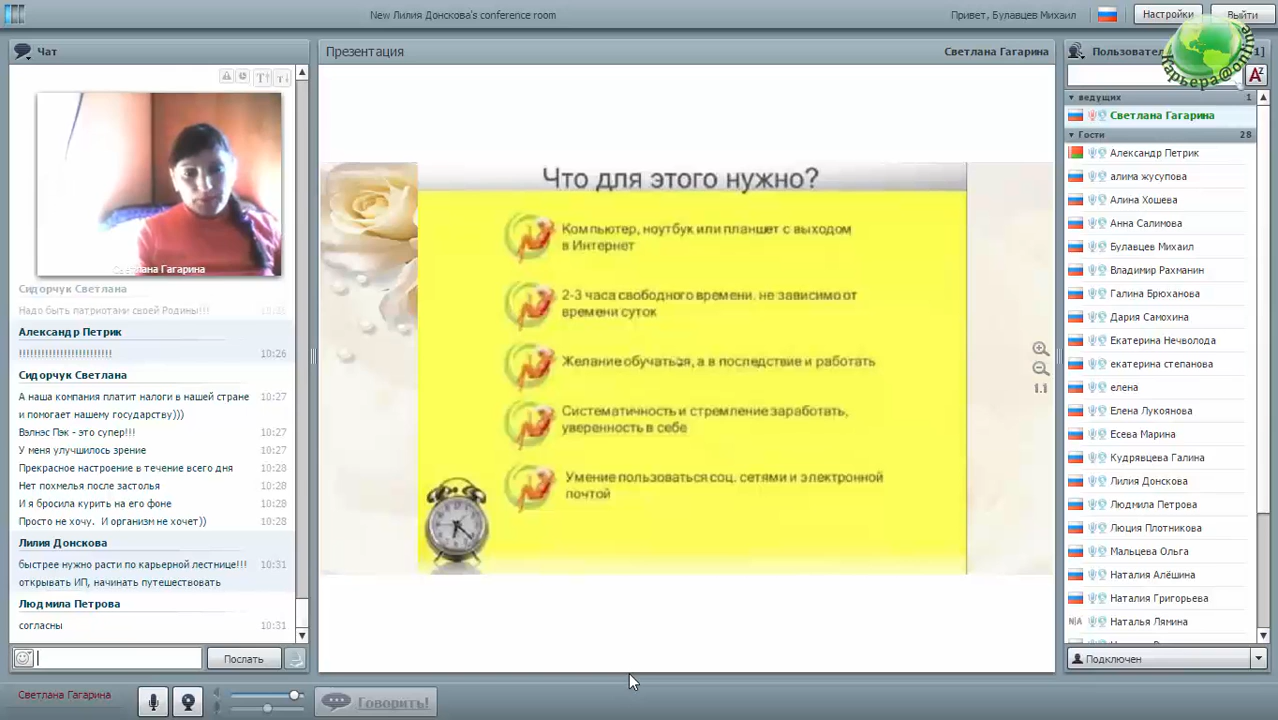 New Лилия Донскова's conference room
Привет, Булавцев Михаил
Настройки
Выйти
Чат
Светлана Гагарина
Сидорчук Светлана
Надо быть патриотами своей Родины!!!
Александр Петрик
!!!!!!!!!!!!!!!!!!!!!!!!! 10:26
Сидорчук Светлана
А наша компания платит налоги в нашей стране 10:27
и помогает нашему государству)))
Вэлнэс Пэк - это супер!!! 10:27
У меня улучшилось зрение 10:27
Прекрасное настроение в течение всего дня 10:28
Нет похмелья после застолья 10:28
И я бросила курить на его фоне 10:28
Просто не хочу. И организм не хочет)) 10:28
Лилия Донскова
быстрее нужно расти по карьерной лестнице!!! 10:31
открывать ИП, начинать путешествовать
Людмила Петрова
согласны 10:31
Послать
Светлана Гагарина
Говорить!
Презентация
Светлана Гагарина
Что для этого нужно?
Компьютер, ноутбук или планшет с выходом
в Интернет
2-3 часа свободного времени, не зависимо от
времени суток
Желание обучаться, а в последствие и работать
Систематичность и стремление заработать,
уверенность в себе
Умение пользоваться соц. сетями и электронной
почтой
1:1
Карьера@online
ведущих 1
Светлана Гагарина
Гости 28
Александр Петрик
алима жусупова
Алина Хошева
Анна Салимова
Булавцев Михаил
Владимир Рахманин
Галина Брюханова
Дария Самохина
Екатерина Нечволода
екатерина степанова
елена
Елена Лукоянова
Есева Марина
Кудрявцева Галина
Лилия Донскова
Людмила Петрова
Люция Плотникова
Мальцева Ольга
Наталия Алёшина
Наталия Григорьева
N|A Наталья Лямина
Подключен